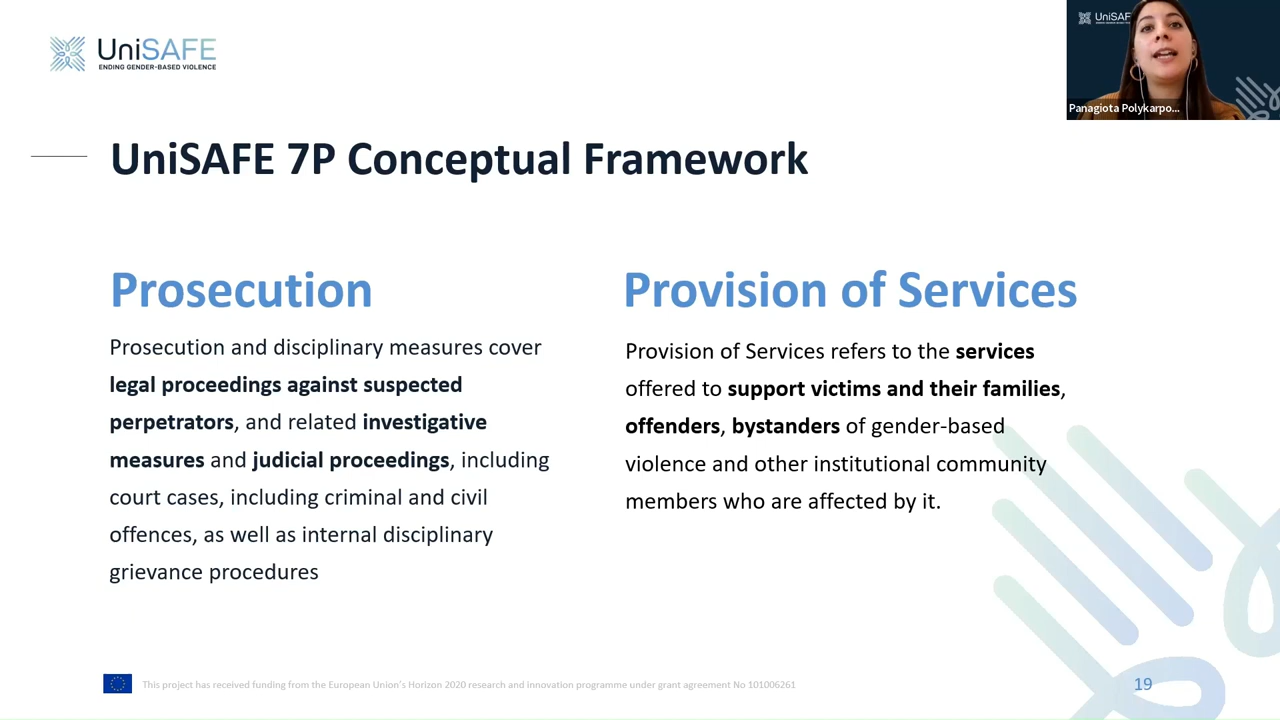 UniSAFE
ENDING GENDER-BASED VIOLENCE
UniSAF
Panagiota Polykarpo...
UniSAFE 7P Conceptual Framework
Prosecution
Prosecution and disciplinary measures cover
legal proceedings against suspected
perpetrators, and related investigative
measures and judicial proceedings, including
court cases, including criminal and civil
offences, as well as internal disciplinary
grievance procedures
Provision of Services
Provision of Services refers to the services
offered to support victims and their families,
offenders, bystanders of gender-based
violence and other institutional community
members who are affected by it.
This project has received funding from the European Union's Horizon 2020 research and innovation programme under grant agreement No 101006261
19